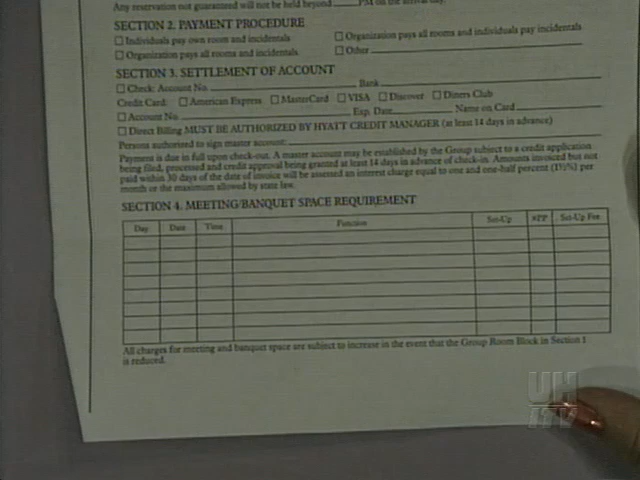 Any reservation not guaranteed will not be held beyond ____PM on the arrival day.
SECTION 2. PAYMENT PROCEDURE
☐ Individuals pay own room and incidentals ☐ Organization pays all rooms and individuals pay incidentals
☐ Organization pays all rooms and incidentals ☐ Other
SECTION 3. SETTLEMENT OF ACCOUNT
☐ Check: Account No. Bank
Credit Card: ☐ American Express ☐ MasterCard ☐ VISA ☐ Discover ☐ Diners Club
☐ Account No. Exp. Date Name on Card
☐ Direct Billing MUST BE AUTHORIZED BY HYATT CREDIT MANAGER (at least 14 days in advance)
Persons authorized to sign master account:
Payment is due in full upon check-out. A master account may be established by the Group subject to a credit application
being filed, processed and credit approval being granted at least 14 days in advance of check-in. Amounts invoiced but not
paid within 30 days of the date of invoice will be assessed an interest charge equal to one and one-half percent (1½%) per
month or the maximum allowed by state law.
SECTION 4. MEETING/BANQUET SPACE REQUIREMENT
Day Date Time Function Set-Up #PP Set-Up Fee
All charges for meeting and banquet space are subject to increase in the event that the Group Room Block in Section 1
is reduced.
UH
ITV